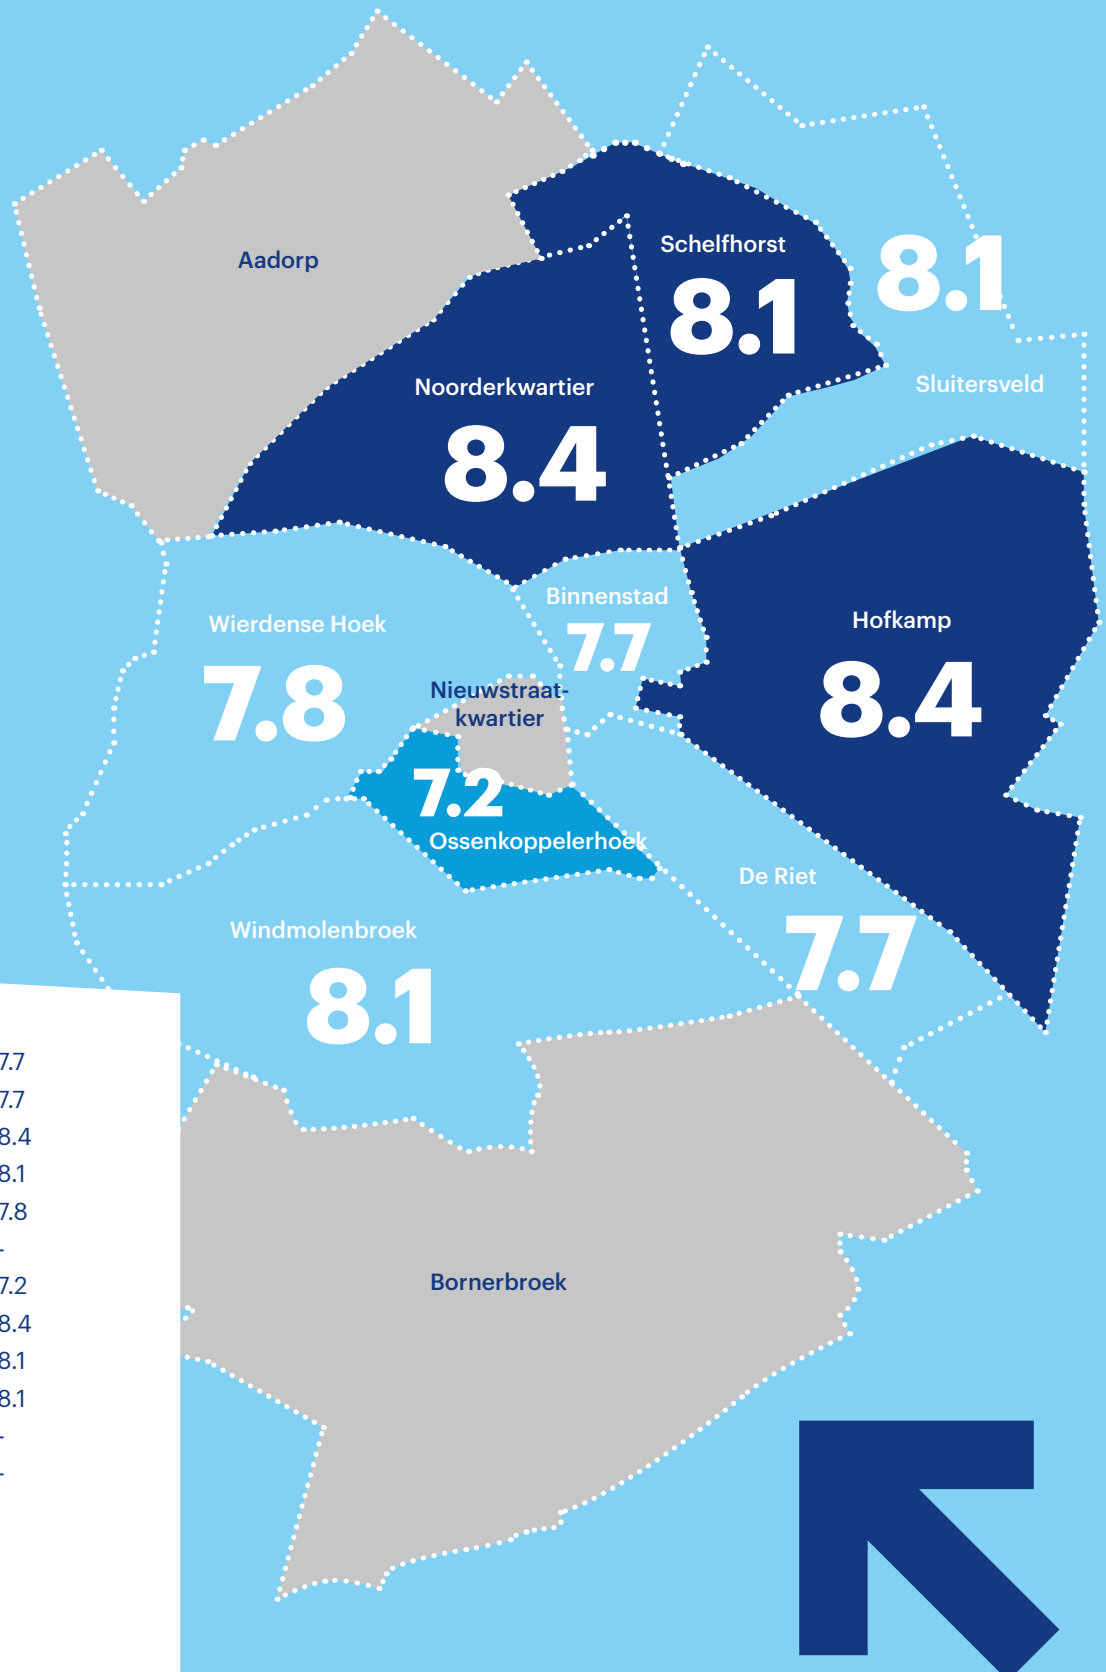 Aadorp
Schelfhorst
8.1
8.1
Sluitersveld
Noorderkwartier
8.4
Binnenstad
7.7
Wierdense Hoek
7.8
Hofkamp
8.4
Nieuwstraat-
kwartier
7.2
Ossenkoppelerhoek
De Riet
7.7
Windmolenbroek
8.1
7.7
7.7
8.4
8.1
7.8
-
7.2
8.4
8.1
8.1
-
-
Bornerbroek